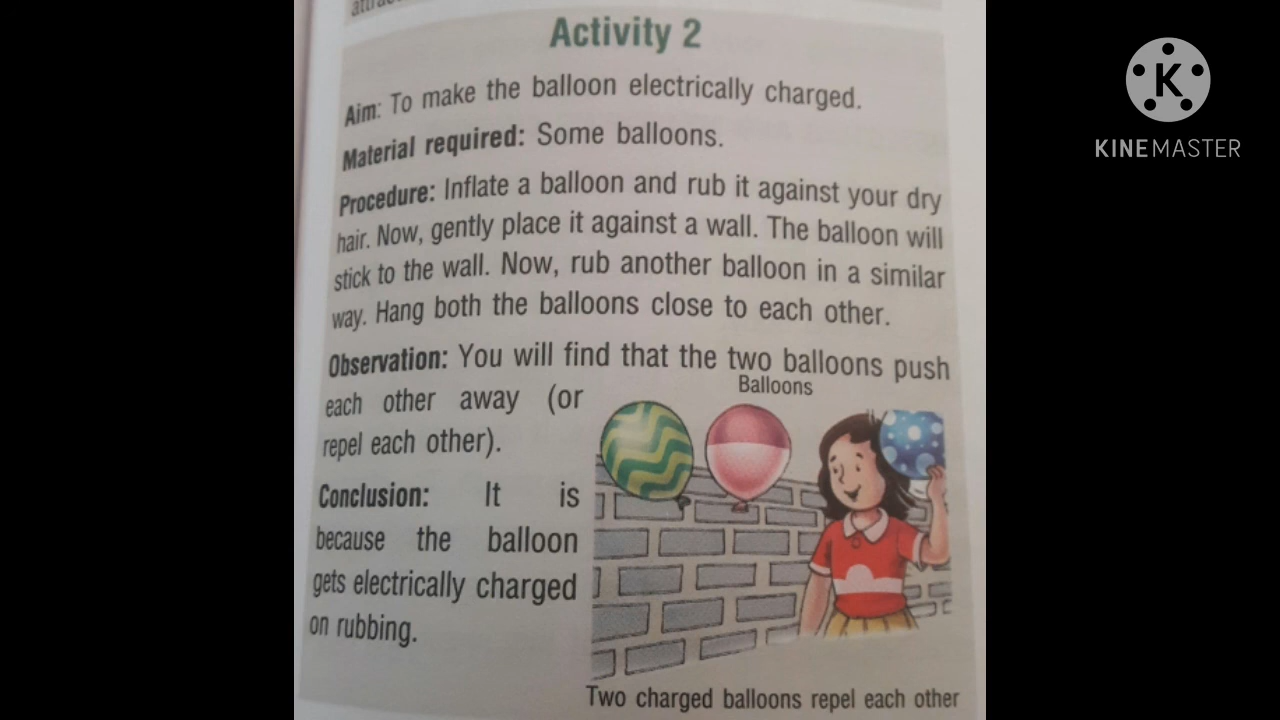 Activity 2
Aim: To make the balloon electrically charged.
Material required: Some balloons.
Procedure: Inflate a balloon and rub it against your dry
hair. Now, gently place it against a wall. The balloon will
stick to the wall. Now, rub another balloon in a similar
way. Hang both the balloons close to each other.
Observation: You will find that the two balloons push
each other away (or
repel each other).
Conclusion: It is
because the balloon
gets electrically charged
on rubbing.
Balloons
Two charged balloons repel each other
K
KINEMASTER